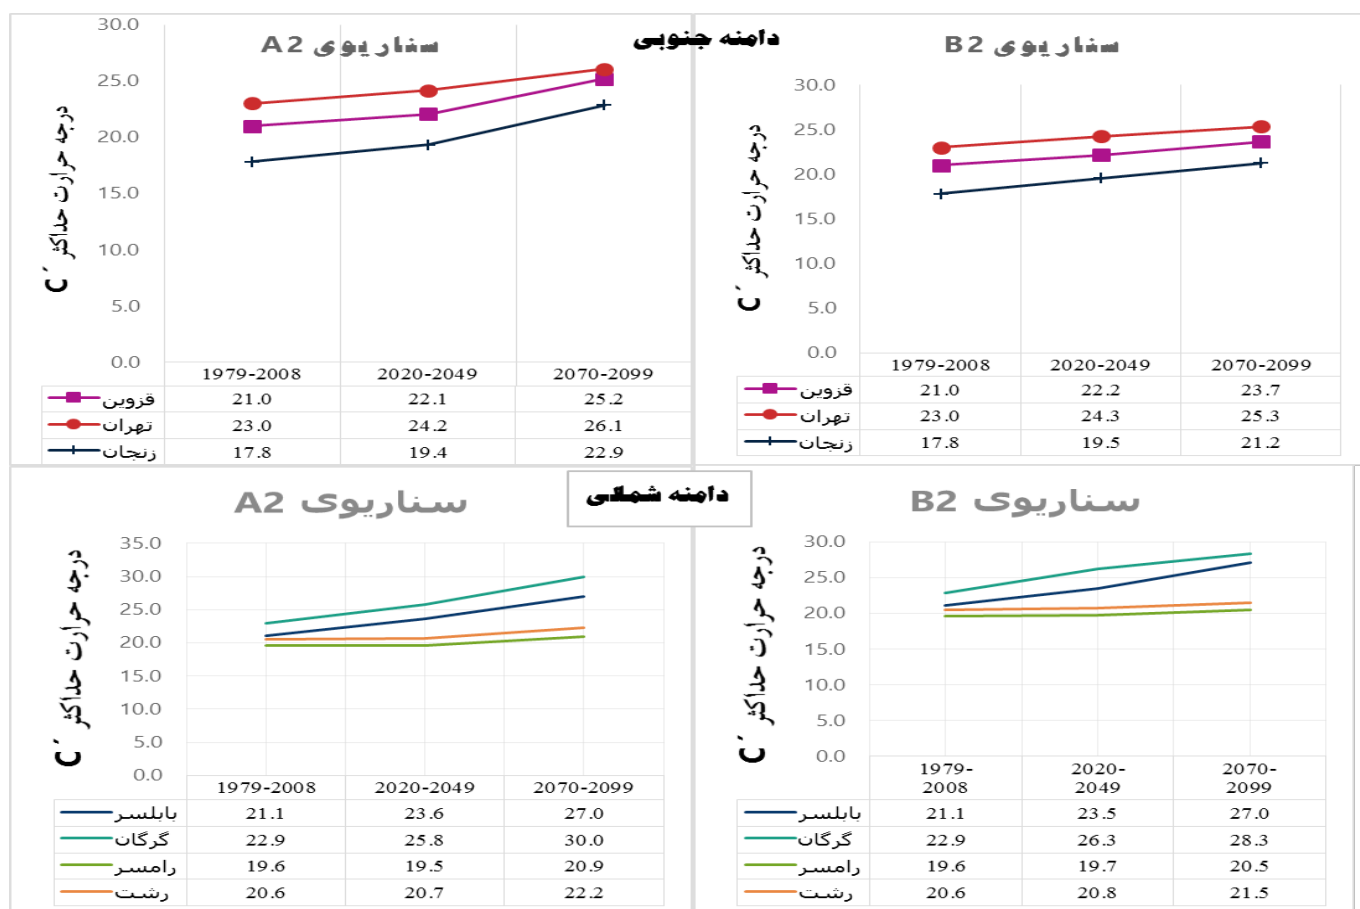 دامنه جنوبی
سناریوی A2
درجه حرارت حداکثر C´
30.0
25.0
20.0
15.0
10.0
5.0
0.0
1979-2008 2020-2049 2070-2099
قزوین 21.0 22.1 25.2
تهران 23.0 24.2 26.1
زنجان 17.8 19.4 22.9
سناریوی B2
درجه حرارت حداکثر C´
30.0
25.0
20.0
15.0
10.0
5.0
0.0
1979-2008 2020-2049 2070-2099
قزوین 21.0 22.2 23.7
تهران 23.0 24.3 25.3
زنجان 17.8 19.5 21.2
دامنه شمالی
سناریوی A2
درجه حرارت حداکثر C´
35.0
30.0
25.0
20.0
15.0
10.0
5.0
0.0
1979-2008 2020-2049 2070-2099
بابلسر 21.1 23.6 27.0
گرگان 22.9 25.8 30.0
رامسر 19.6 19.5 20.9
رشت 20.6 20.7 22.2
سناریوی B2
درجه حرارت حداکثر C´
30.0
25.0
20.0
15.0
10.0
5.0
0.0
1979- 2020- 2070-
2008 2049 2099
بابلسر 21.1 23.5 27.0
گرگان 22.9 26.3 28.3
رامسر 19.6 19.7 20.5
رشت 20.6 20.8 21.5